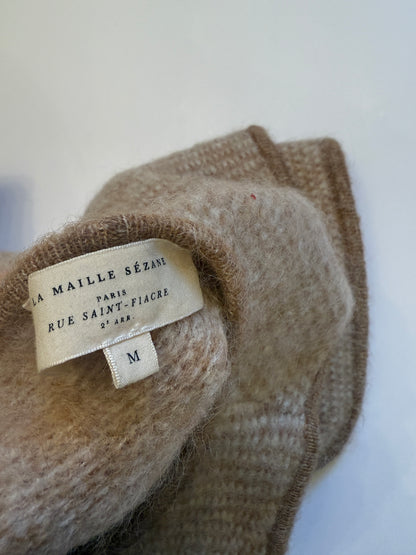 LA MAILLE SÉZANE
PARIS
RUE SAINT-FIACRE
2ᵉ ARR.
M